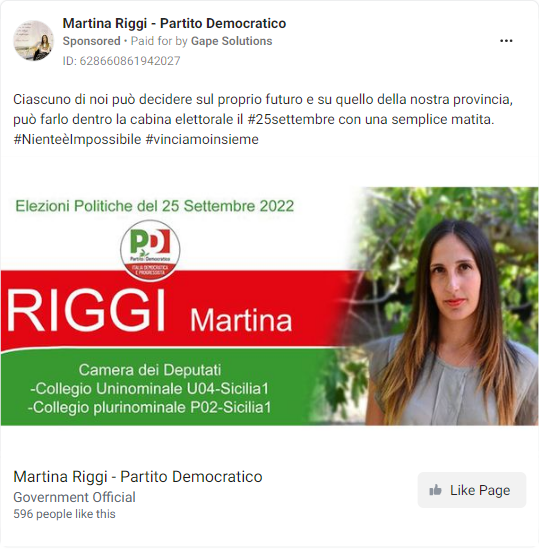 Martina Riggi - Partito Democratico
Sponsored • Paid for by Gape Solutions
ID: 628660861942027
Ciascuno di noi può decidere sul proprio futuro e su quello della nostra provincia,
può farlo dentro la cabina elettorale il #25settembre con una semplice matita.
#NienteèImpossibile #vinciamoinsieme
Elezioni Politiche del 25 Settembre 2022
PD
Partito Democratico
ITALIA DEMOCRATICA
E PROGRESSISTA
RIGGI Martina
Camera dei Deputati
-Collegio Uninominale U04-Sicilia1
-Collegio plurinominale P02-Sicilia1
Martina Riggi - Partito Democratico
Government Official
596 people like this
Like Page